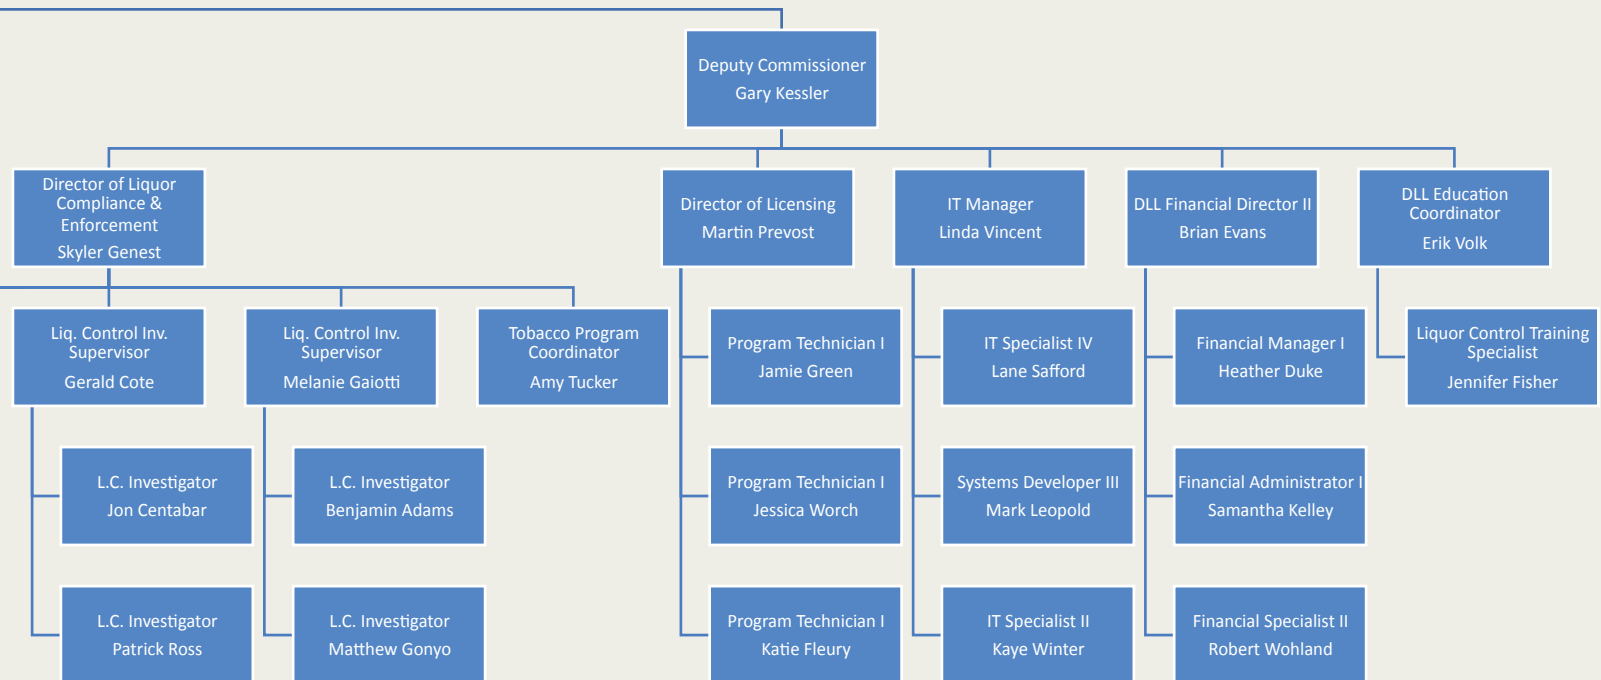 Deputy Commissioner
Gary Kessler
Director of Liquor
Compliance &
Enforcement
Skyler Genest
Director of Licensing
Martin Prevost
IT Manager
Linda Vincent
DLL Financial Director II
Brian Evans
DLL Education
Coordinator
Erik Volk
Liq. Control Inv.
Supervisor
Gerald Cote
Liq. Control Inv.
Supervisor
Melanie Gaiotti
Tobacco Program
Coordinator
Amy Tucker
Program Technician I
Jamie Green
IT Specialist IV
Lane Safford
Financial Manager I
Heather Duke
Liquor Control Training
Specialist
Jennifer Fisher
L.C. Investigator
Jon Centabar
L.C. Investigator
Benjamin Adams
Program Technician I
Jessica Worch
Systems Developer III
Mark Leopold
Financial Administrator I
Samantha Kelley
L.C. Investigator
Patrick Ross
L.C. Investigator
Matthew Gonyo
Program Technician I
Katie Fleury
IT Specialist II
Kaye Winter
Financial Specialist II
Robert Wohland